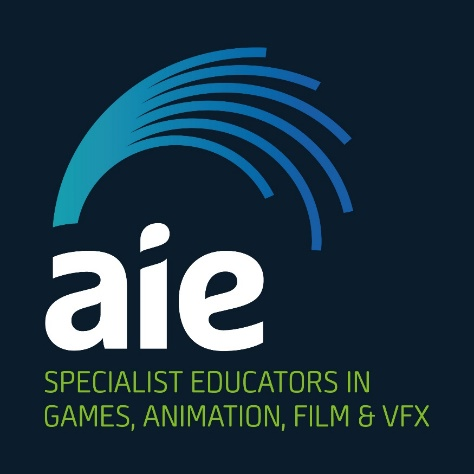 aie
SPECIALIST EDUCATORS IN
GAMES, ANIMATION, FILM & VFX